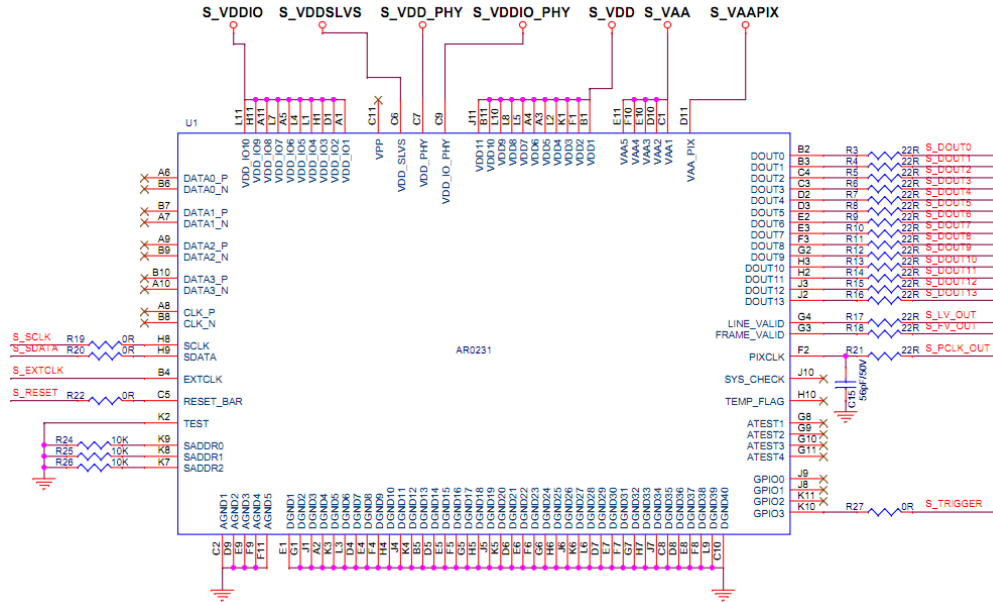 S_VDDIO S_VDDSLVS S_VDD_PHY S_VDDIO_PHY S_VDD S_VAA S_VAAPIX
L11 H11 A11 L7 A5 L4 L1 H1 D1 A1 C11 C6 C7 C9 J11 B11 L10 L8 L5 A4 A3 L2 K1 F1 B1 E11 F10 E10 D10 C1 D11
U1
VDD_IO10 VDD_IO9 VDD_IO8 VDD_IO7 VDD_IO6 VDD_IO5 VDD_IO4 VDD_IO3 VDD_IO2 VDD_IO1 VPP VDD_SLVS VDD_PHY VDD_IO_PHY VDD11 VDD10 VDD9 VDD8 VDD7 VDD6 VDD5 VDD4 VDD3 VDD2 VDD1 VAA5 VAA4 VAA3 VAA2 VAA1 VAA_PIX
A6 DATA0_P
B6 DATA0_N
B7 DATA1_P
A7 DATA1_N
A9 DATA2_P
B9 DATA2_N
B10 DATA3_P
A10 DATA3_N
A8 CLK_P
B8 CLK_N
S_SCLK R19 0R H8 SCLK
S_SDATA R20 0R H9 SDATA
S_EXTCLK B4 EXTCLK
S_RESET R22 0R C5 RESET_BAR
K2 TEST
R24 10K K9 SADDR0
R25 10K K8 SADDR1
R26 10K K7 SADDR2
AR0231
DOUT0 B2 R3 22R S_DOUT0
DOUT1 B3 R4 22R S_DOUT1
DOUT2 C4 R5 22R S_DOUT2
DOUT3 C3 R6 22R S_DOUT3
DOUT4 D2 R7 22R S_DOUT4
DOUT5 D3 R8 22R S_DOUT5
DOUT6 E2 R9 22R S_DOUT6
DOUT7 E3 R10 22R S_DOUT7
DOUT8 F3 R11 22R S_DOUT8
DOUT9 G2 R12 22R S_DOUT9
DOUT10 H3 R13 22R S_DOUT10
DOUT11 H2 R14 22R S_DOUT11
DOUT12 J3 R15 22R S_DOUT12
DOUT13 J2 R16 22R S_DOUT13
LINE_VALID G4 R17 22R S_LV_OUT
FRAME_VALID G3 R18 22R S_FV_OUT
PIXCLK F2 R21 22R S_PCLK_OUT
C15 56pF/50V
SYS_CHECK J10
TEMP_FLAG H10
ATEST1 G8
ATEST2 G9
ATEST3 G10
ATEST4 G11
GPIO0 J9
GPIO1 J8
GPIO2 K11
GPIO3 K10 R27 0R S_TRIGGER
AGND1 AGND2 AGND3 AGND4 AGND5 DGND1 DGND2 DGND3 DGND4 DGND5 DGND6 DGND7 DGND8 DGND9 DGND10 DGND11 DGND12 DGND13 DGND14 DGND15 DGND16 DGND17 DGND18 DGND19 DGND20 DGND21 DGND22 DGND23 DGND24 DGND25 DGND26 DGND27 DGND28 DGND29 DGND30 DGND31 DGND32 DGND33 DGND34 DGND35 DGND36 DGND37 DGND38 DGND39 DGND40
C2 D9 E9 F9 F11 E1 G1 J1 A2 K3 L3 D4 E4 F4 H4 J4 K4 B5 D5 E5 F5 G5 H5 J5 K5 D6 E6 F6 G6 H6 J6 K6 L6 D7 E7 F7 G7 H7 J7 C8 D8 E8 F8 L9 C10